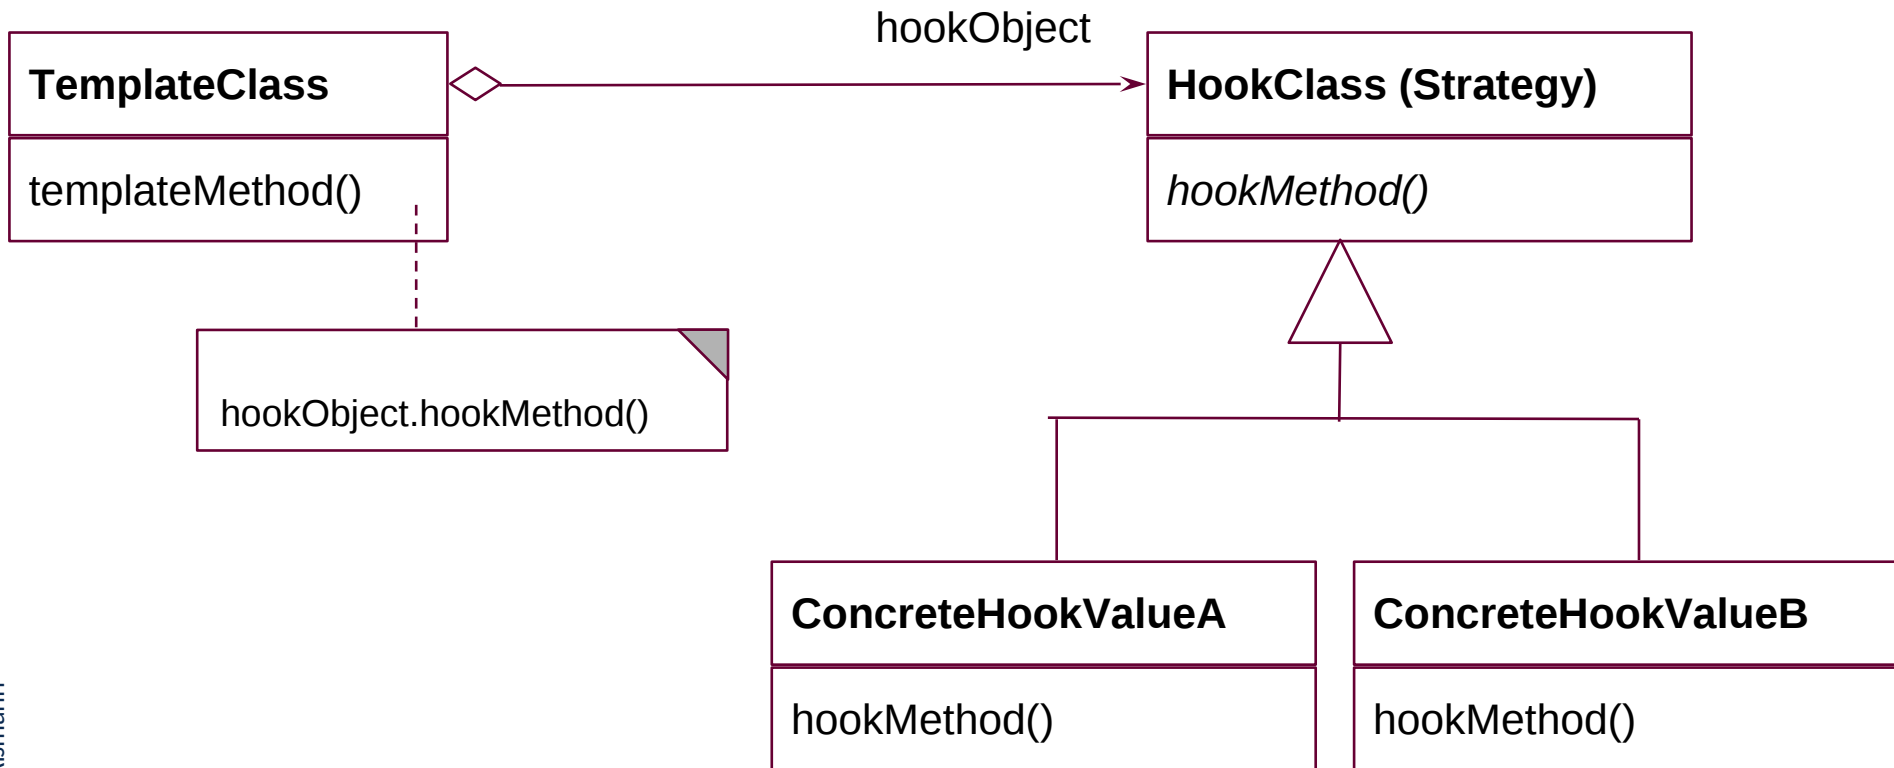 hookObject
TemplateClass
HookClass (Strategy)
templateMethod()
hookMethod()
hookObject.hookMethod()
ConcreteHookValueA
ConcreteHookValueB
hookMethod()
hookMethod()